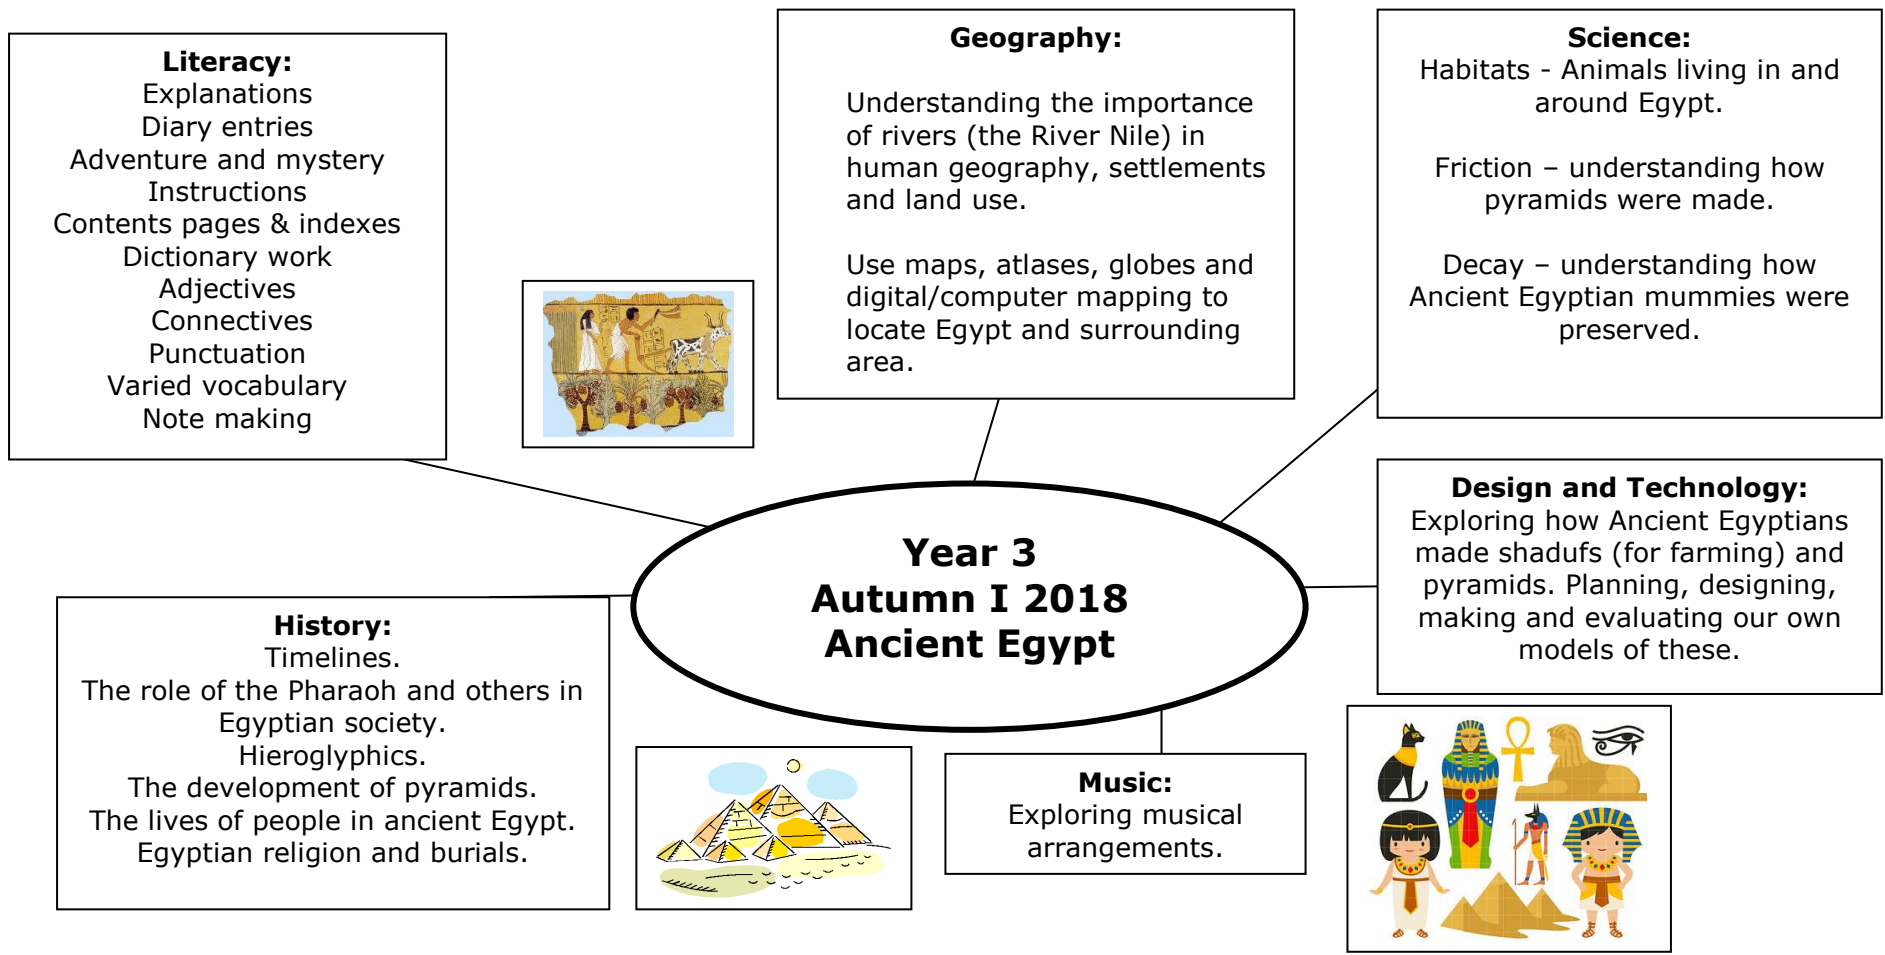 Literacy:
Explanations
Diary entries
Adventure and mystery
Instructions
Contents pages & indexes
Dictionary work
Adjectives
Connectives
Punctuation
Varied vocabulary
Note making
Geography:
Understanding the importance
of rivers (the River Nile) in
human geography, settlements
and land use.
Use maps, atlases, globes and
digital/computer mapping to
locate Egypt and surrounding
area.
Science:
Habitats - Animals living in and
around Egypt.
Friction – understanding how
pyramids were made.
Decay – understanding how
Ancient Egyptian mummies were
preserved.
Year 3
Autumn I 2018
Ancient Egypt
Design and Technology:
Exploring how Ancient Egyptians
made shadufs (for farming) and
pyramids. Planning, designing,
making and evaluating our own
models of these.
History:
Timelines.
The role of the Pharaoh and others in
Egyptian society.
Hieroglyphics.
The development of pyramids.
The lives of people in ancient Egypt.
Egyptian religion and burials.
Music:
Exploring musical
arrangements.